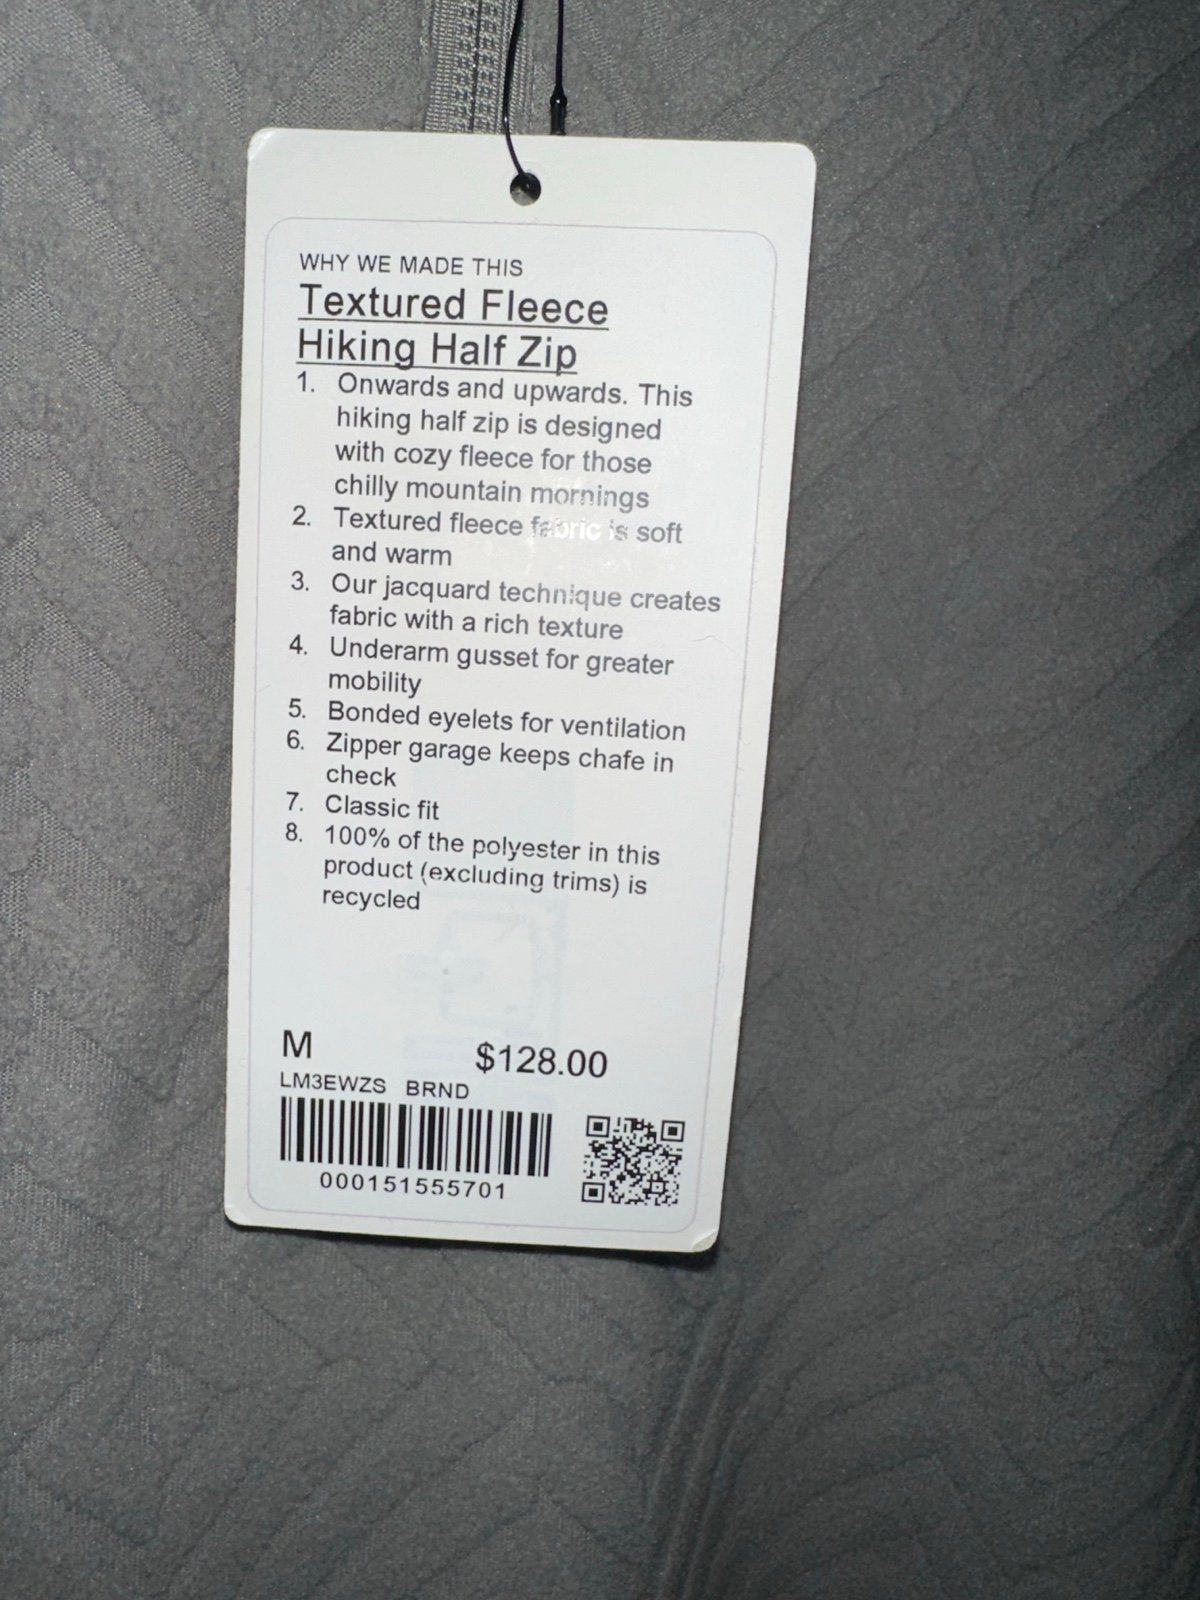 WHY WE MADE THIS
Textured Fleece
Hiking Half Zip
1. Onwards and upwards. This
hiking half zip is designed
with cozy fleece for those
chilly mountain mornings
2. Textured fleece fabric is soft
and warm
3. Our jacquard technique creates
fabric with a rich texture
4. Underarm gusset for greater
mobility
5. Bonded eyelets for ventilation
6. Zipper garage keeps chafe in
check
7. Classic fit
8. 100% of the polyester in this
product (excluding trims) is
recycled
M $128.00
LM3EWZS BRND
000151555701